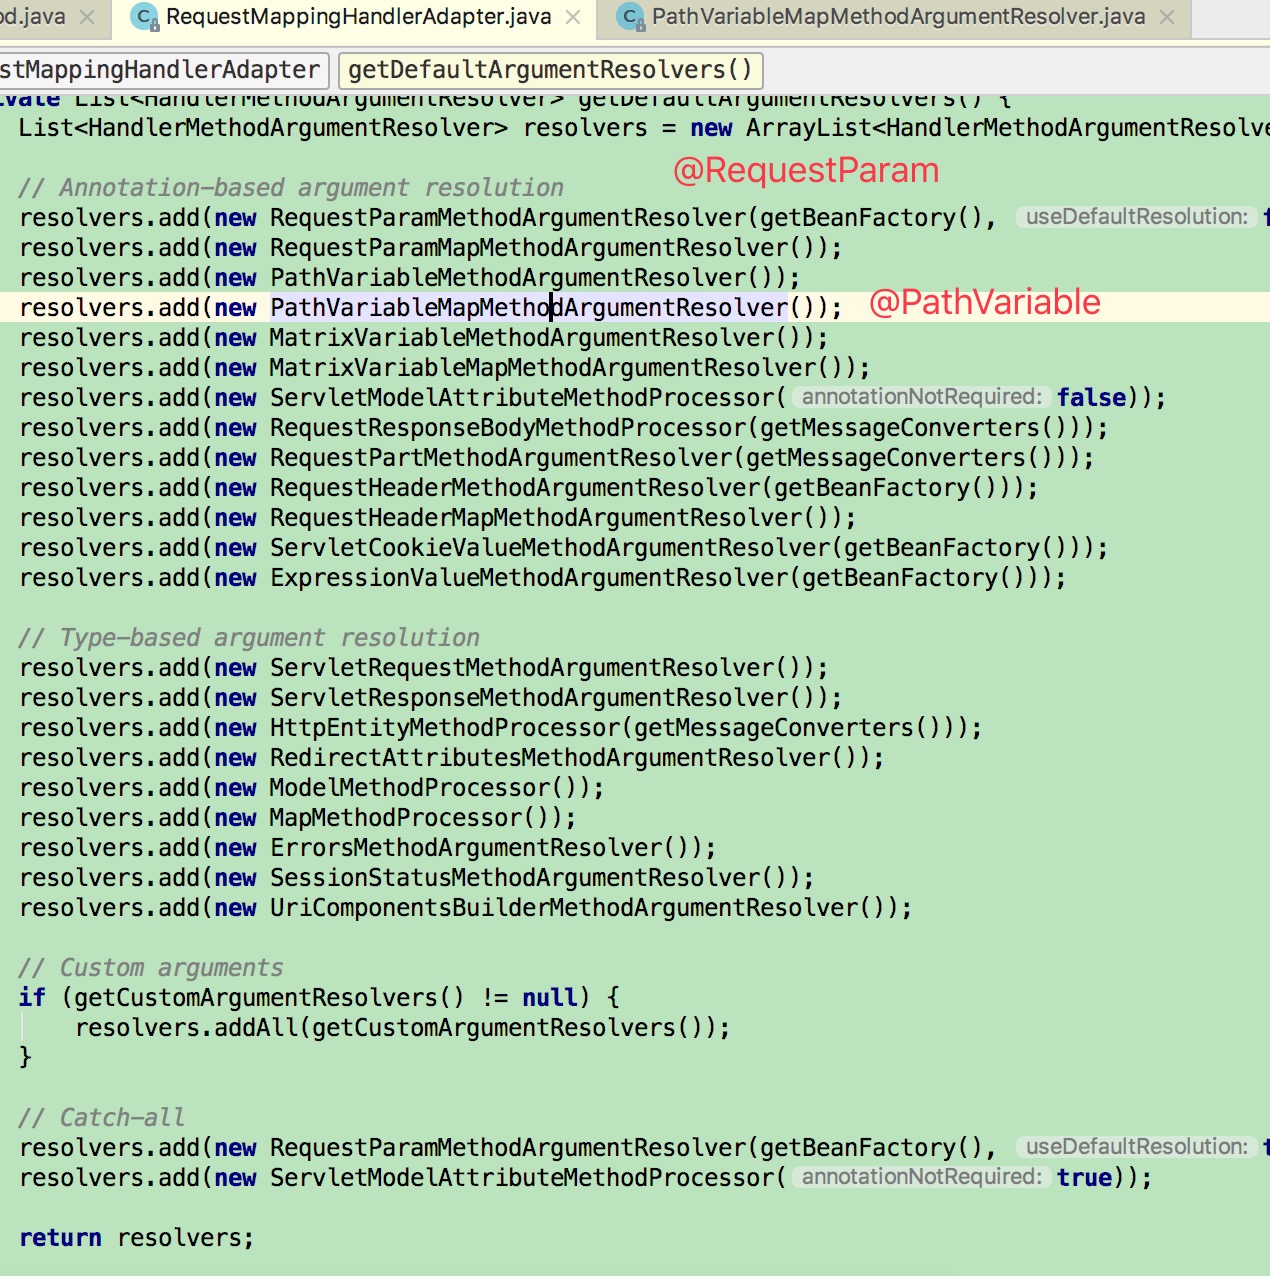 od.java
RequestMappingHandlerAdapter.java
PathVariableMapMethodArgumentResolver.java
stMappingHandlerAdapter
getDefaultArgumentResolvers()
ivate List<HandlerMethodArgumentResolver> getDefaultArgumentResolvers() {
List<HandlerMethodArgumentResolver> resolvers = new ArrayList<HandlerMethodArgumentResolve
@RequestParam
// Annotation-based argument resolution
resolvers.add(new RequestParamMethodArgumentResolver(getBeanFactory(), useDefaultResolution: f
resolvers.add(new RequestParamMapMethodArgumentResolver());
resolvers.add(new PathVariableMethodArgumentResolver());
resolvers.add(new PathVariableMapMethodArgumentResolver()); @PathVariable
resolvers.add(new MatrixVariableMethodArgumentResolver());
resolvers.add(new MatrixVariableMapMethodArgumentResolver());
resolvers.add(new ServletModelAttributeMethodProcessor( annotationNotRequired: false));
resolvers.add(new RequestResponseBodyMethodProcessor(getMessageConverters()));
resolvers.add(new RequestPartMethodArgumentResolver(getMessageConverters()));
resolvers.add(new RequestHeaderMethodArgumentResolver(getBeanFactory()));
resolvers.add(new RequestHeaderMapMethodArgumentResolver());
resolvers.add(new ServletCookieValueMethodArgumentResolver(getBeanFactory()));
resolvers.add(new ExpressionValueMethodArgumentResolver(getBeanFactory()));
// Type-based argument resolution
resolvers.add(new ServletRequestMethodArgumentResolver());
resolvers.add(new ServletResponseMethodArgumentResolver());
resolvers.add(new HttpEntityMethodProcessor(getMessageConverters()));
resolvers.add(new RedirectAttributesMethodArgumentResolver());
resolvers.add(new ModelMethodProcessor());
resolvers.add(new MapMethodProcessor());
resolvers.add(new ErrorsMethodArgumentResolver());
resolvers.add(new SessionStatusMethodArgumentResolver());
resolvers.add(new UriComponentsBuilderMethodArgumentResolver());
// Custom arguments
if (getCustomArgumentResolvers() != null) {
resolvers.addAll(getCustomArgumentResolvers());
}
// Catch-all
resolvers.add(new RequestParamMethodArgumentResolver(getBeanFactory(), useDefaultResolution: t
resolvers.add(new ServletModelAttributeMethodProcessor( annotationNotRequired: true));
return resolvers;